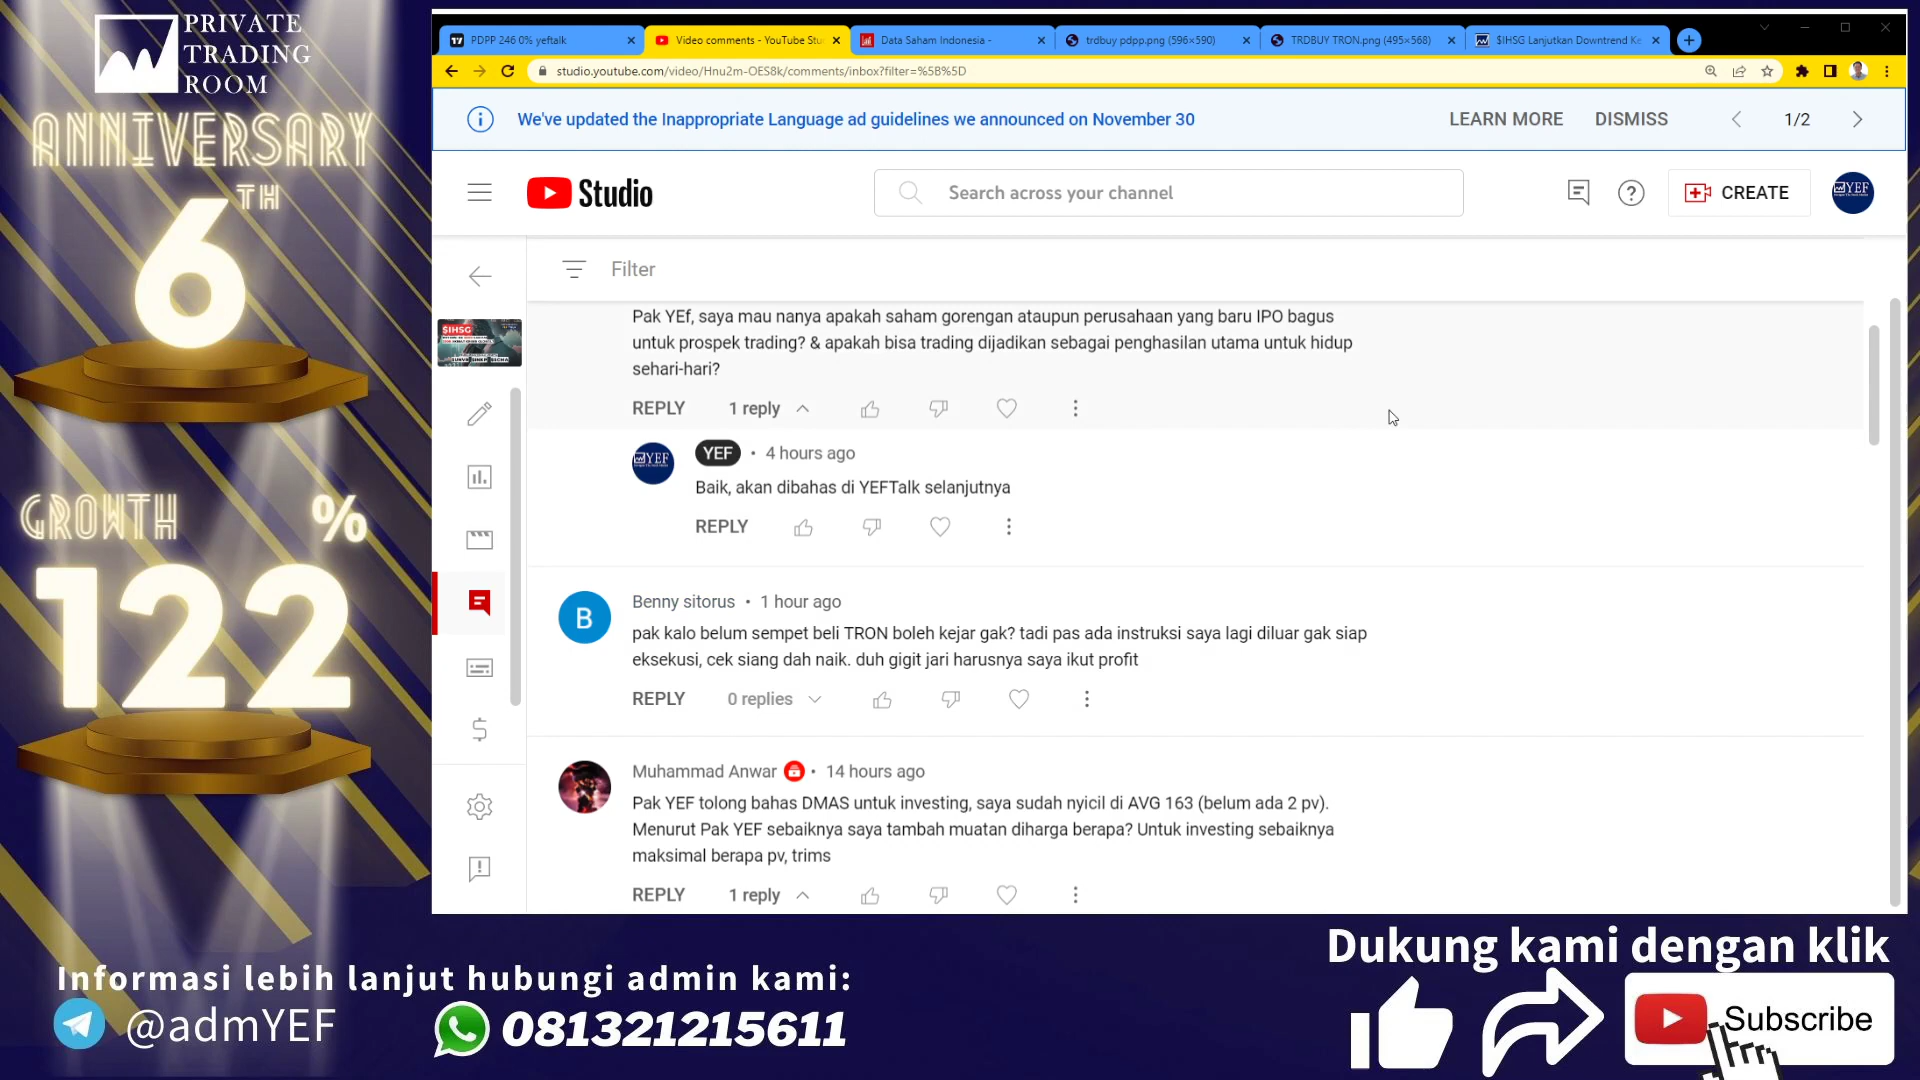 PRIVATE
TRADING
ROOM
ANNIVERSARY
6TH
GROWTH %
122
PDPP 246 0% yeftalk
Video comments - YouTube Stu
Data Saham Indonesia -
trdbuy pdpp.png (596×590)
TRDBUY TRON.png (495×568)
$IHSG Lanjutkan Downtrend Ke
studio.youtube.com/video/Hnu2m-OES8k/comments/inbox?filter=%5B%5D
We've updated the Inappropriate Language ad guidelines we announced on November 30
LEARN MORE
DISMISS
1/2
Studio
Search across your channel
CREATE
YEF
Filter
$IHSG
Pak YEf, saya mau nanya apakah saham gorengan ataupun perusahaan yang baru IPO bagus
untuk prospek trading? & apakah bisa trading dijadikan sebagai penghasilan utama untuk hidup
sehari-hari?
REPLY 1 reply
YEF
YEF • 4 hours ago
Baik, akan dibahas di YEFTalk selanjutnya
REPLY
B
Benny sitorus • 1 hour ago
pak kalo belum sempet beli TRON boleh kejar gak? tadi pas ada instruksi saya lagi diluar gak siap
eksekusi, cek siang dah naik. duh gigit jari harusnya saya ikut profit
REPLY 0 replies
Muhammad Anwar • 14 hours ago
Pak YEF tolong bahas DMAS untuk investing, saya sudah nyicil di AVG 163 (belum ada 2 pv).
Menurut Pak YEF sebaiknya saya tambah muatan diharga berapa? Untuk investing sebaiknya
maksimal berapa pv, trims
REPLY 1 reply
Informasi lebih lanjut hubungi admin kami:
@admYEF
081321215611
Dukung kami dengan klik
Subscribe